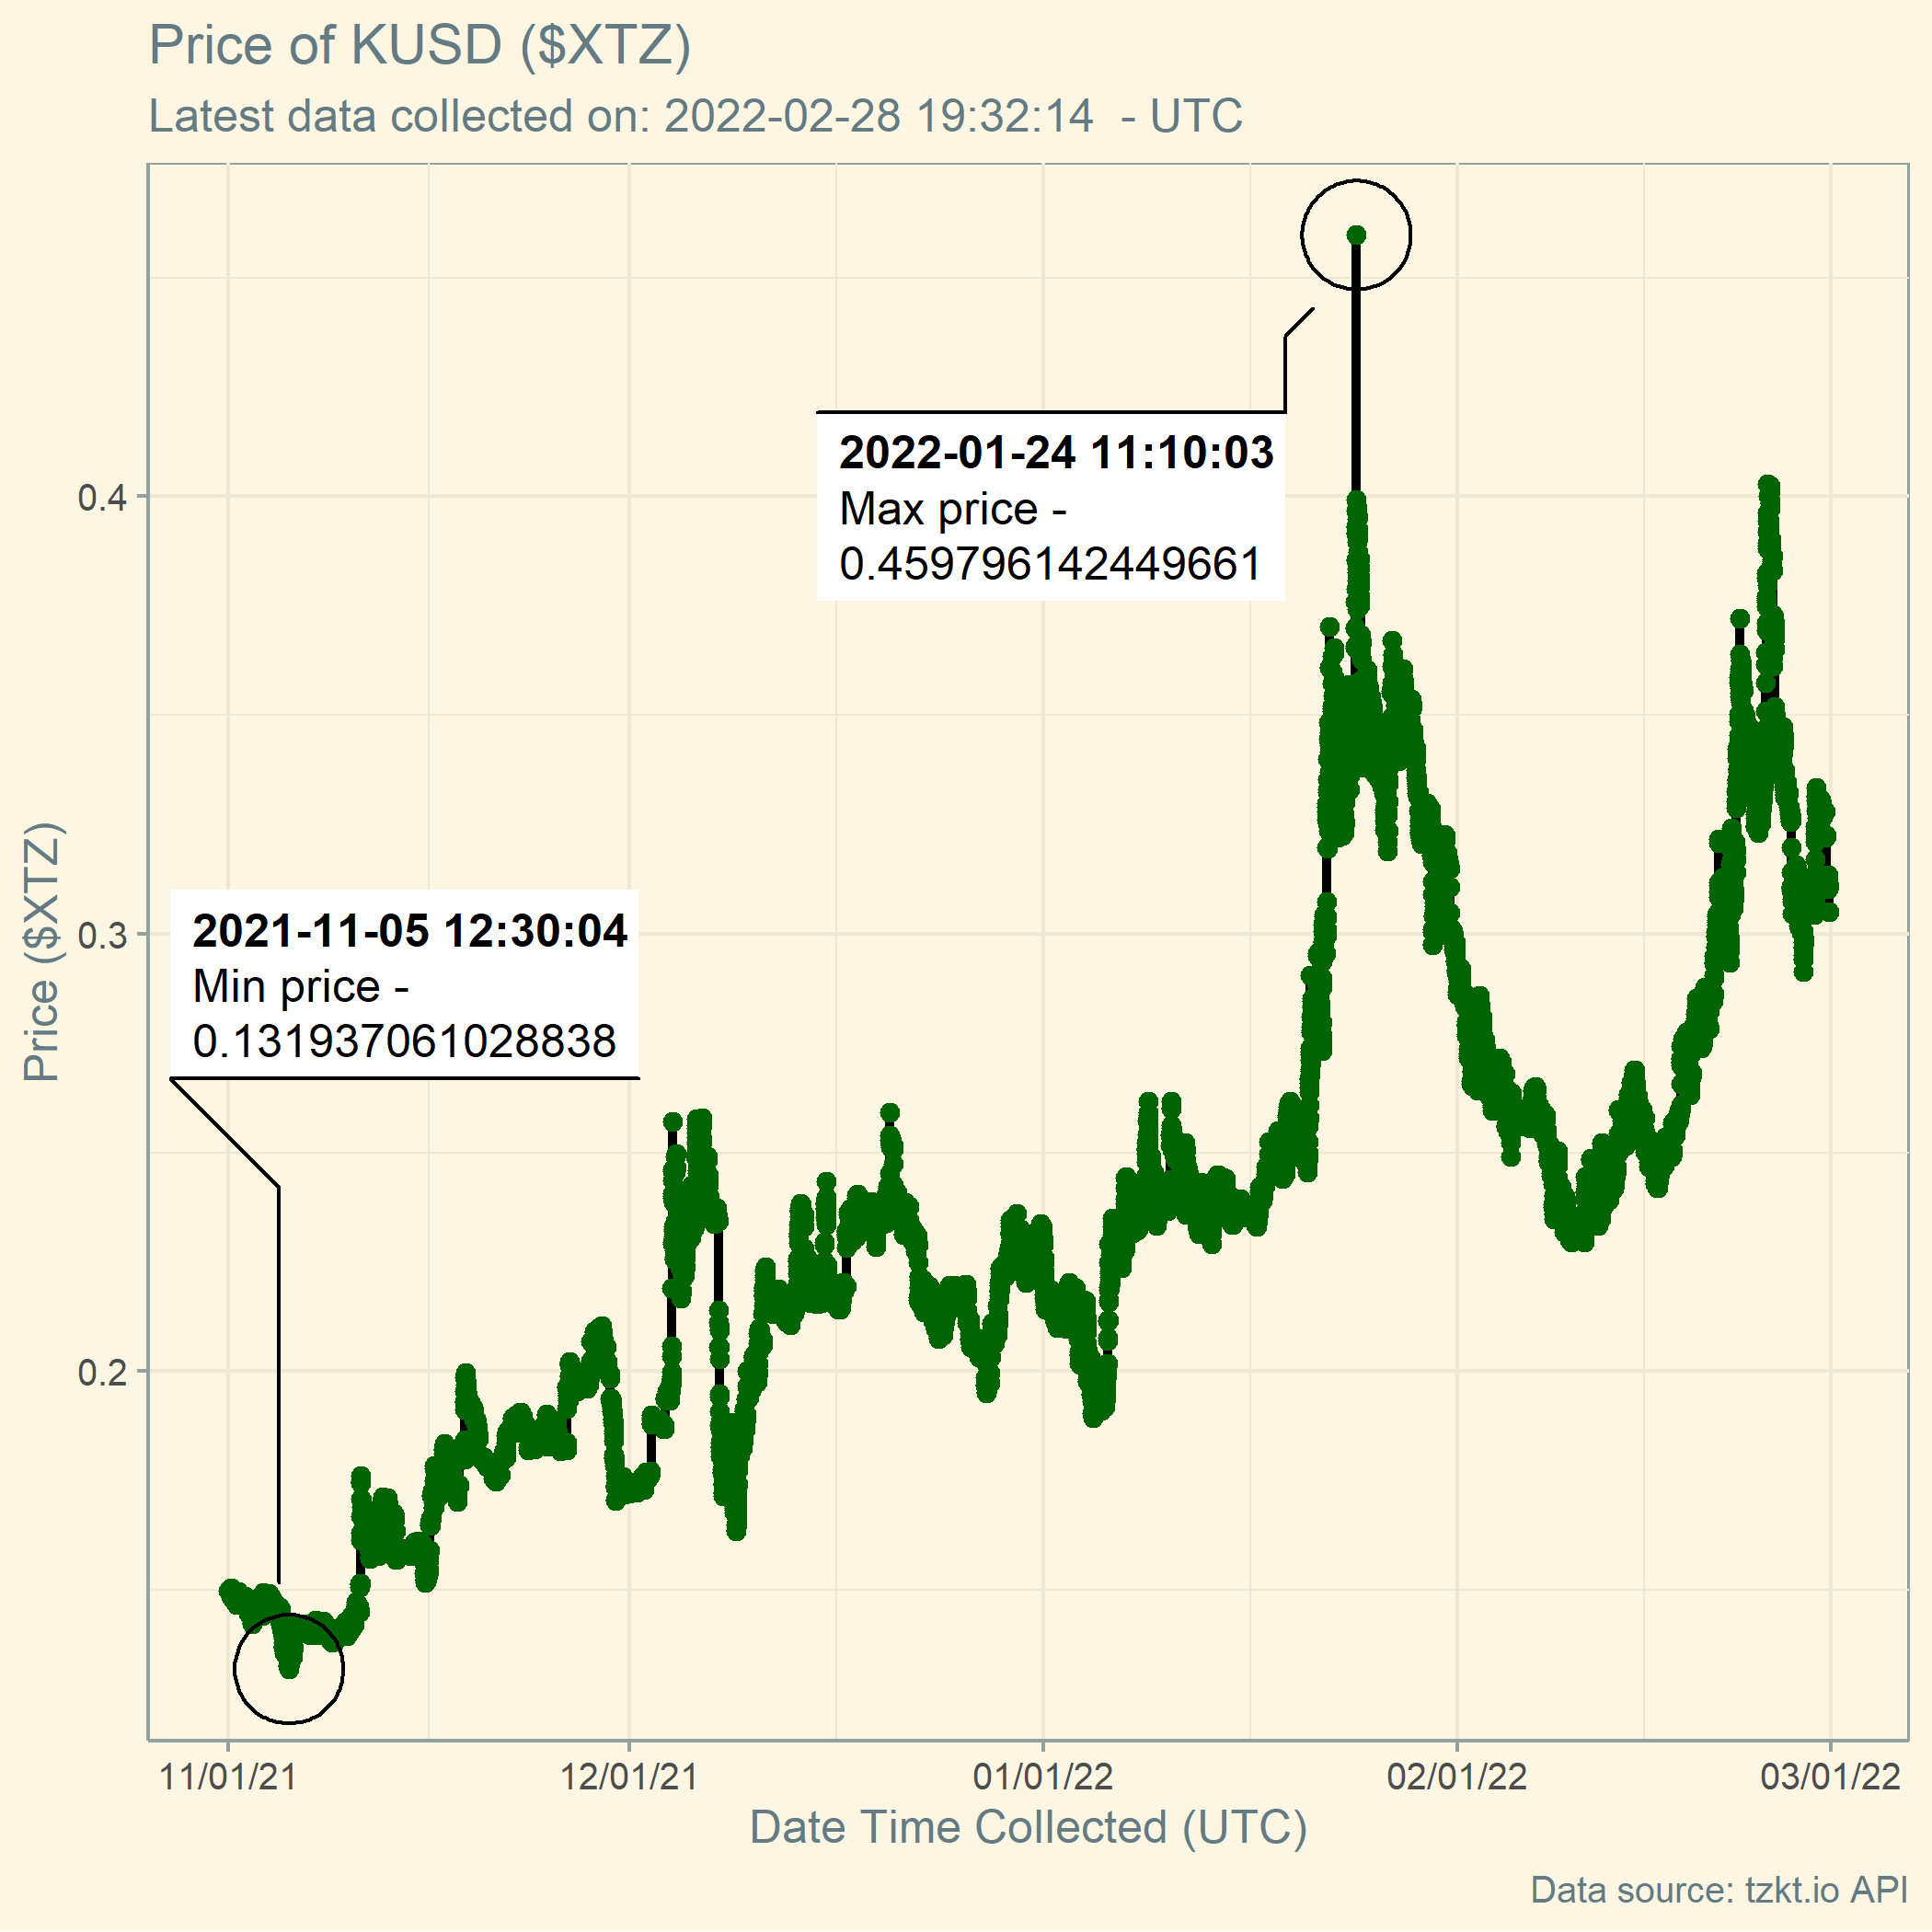 Price of KUSD ($XTZ)
Latest data collected on: 2022-02-28 19:32:14  - UTC
2022-01-24 11:10:03
Max price -
0.459796142449661
2021-11-05 12:30:04
Min price -
0.131937061028838
Price ($XTZ)
0.4
0.3
0.2
11/01/21
12/01/21
01/01/22
02/01/22
03/01/22
Date Time Collected (UTC)
Data source: tzkt.io API